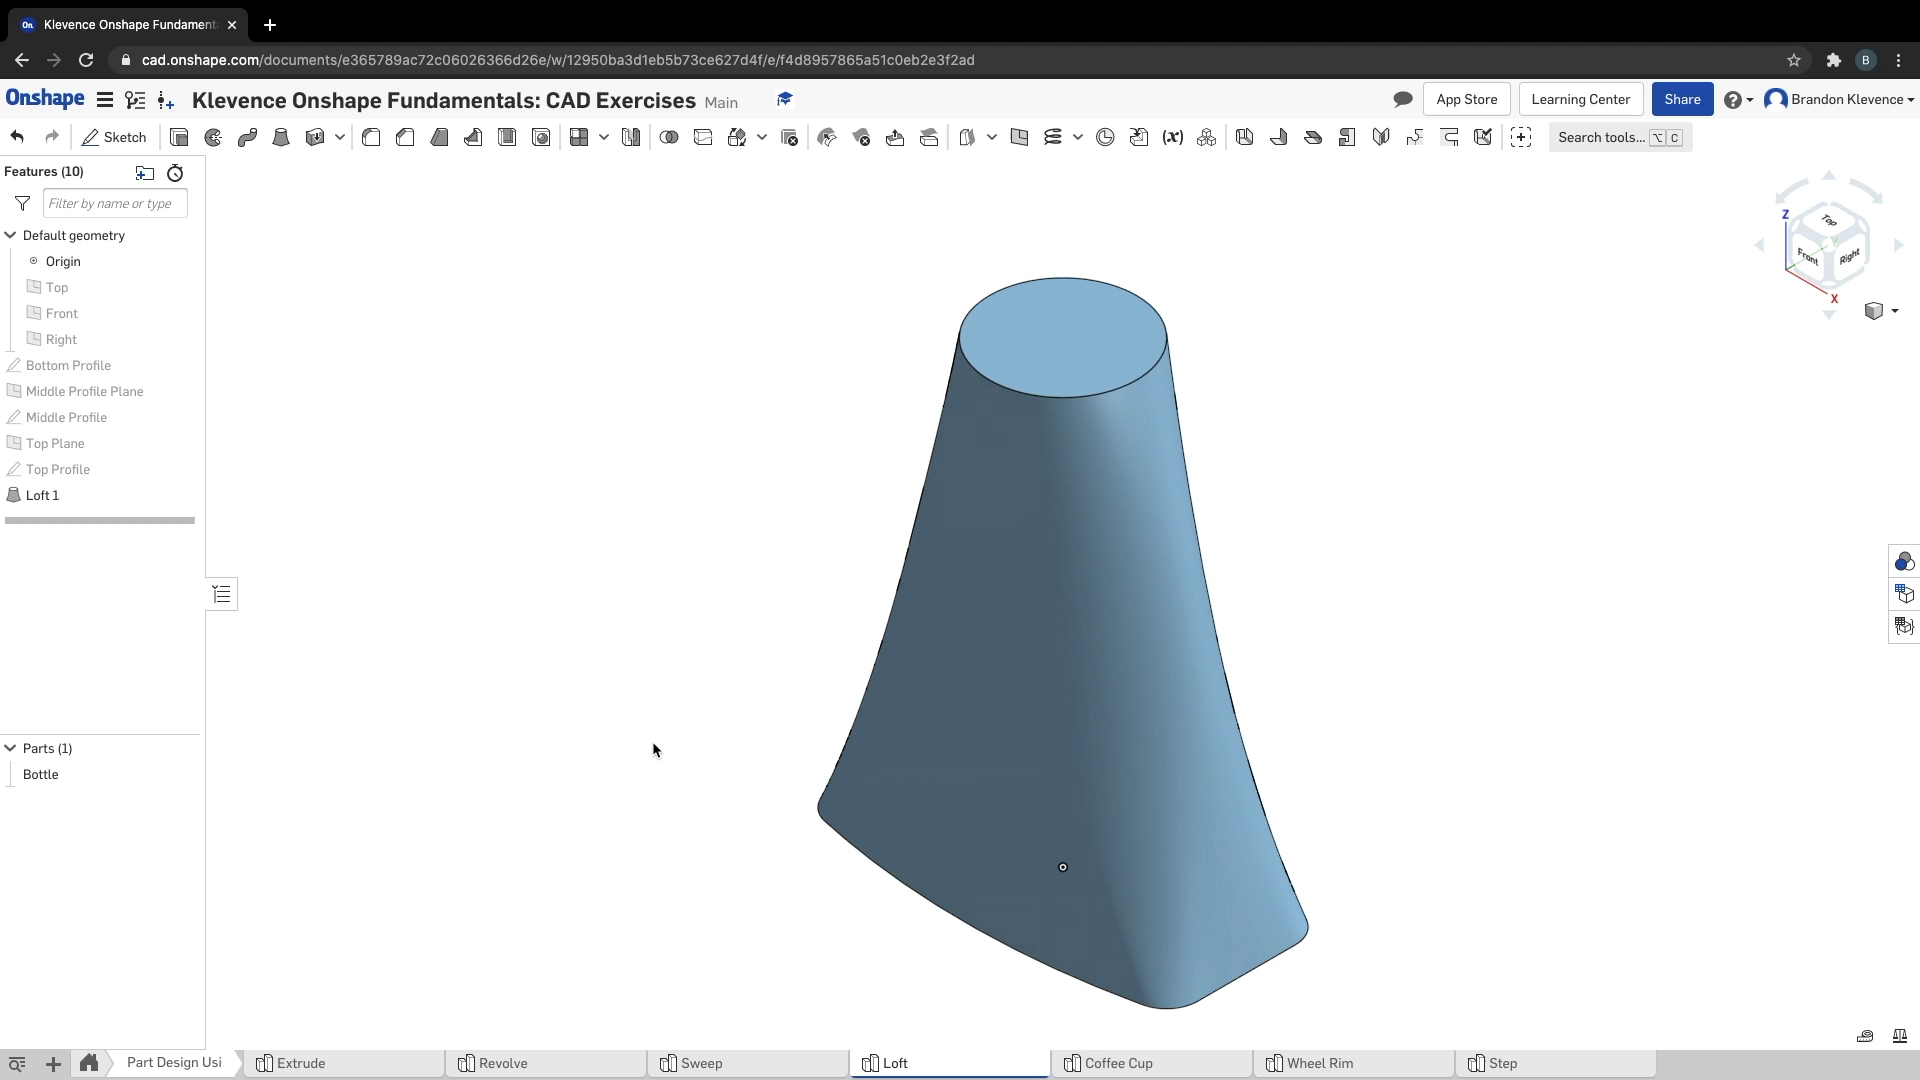 Klevence Onshape Fundament
cad.onshape.com/documents/e365789ac72c06026366d26e/w/12950ba3d1eb5b73ce627d4f/e/f4d8957865a51c0eb2e3f2ad
B
Onshape
Klevence Onshape Fundamentals: CAD Exercises Main
App Store
Learning Center
Share
Brandon Klevence
Sketch
(x)
Search tools... ⌥ C
Features (10)
Filter by name or type
Default geometry
Origin
Top
Front
Right
Bottom Profile
Middle Profile Plane
Middle Profile
Top Plane
Top Profile
Loft 1
Z
Top
Y
Front
Right
X
Parts (1)
Bottle
Part Design Usi
Extrude
Revolve
Sweep
Loft
Coffee Cup
Wheel Rim
Step